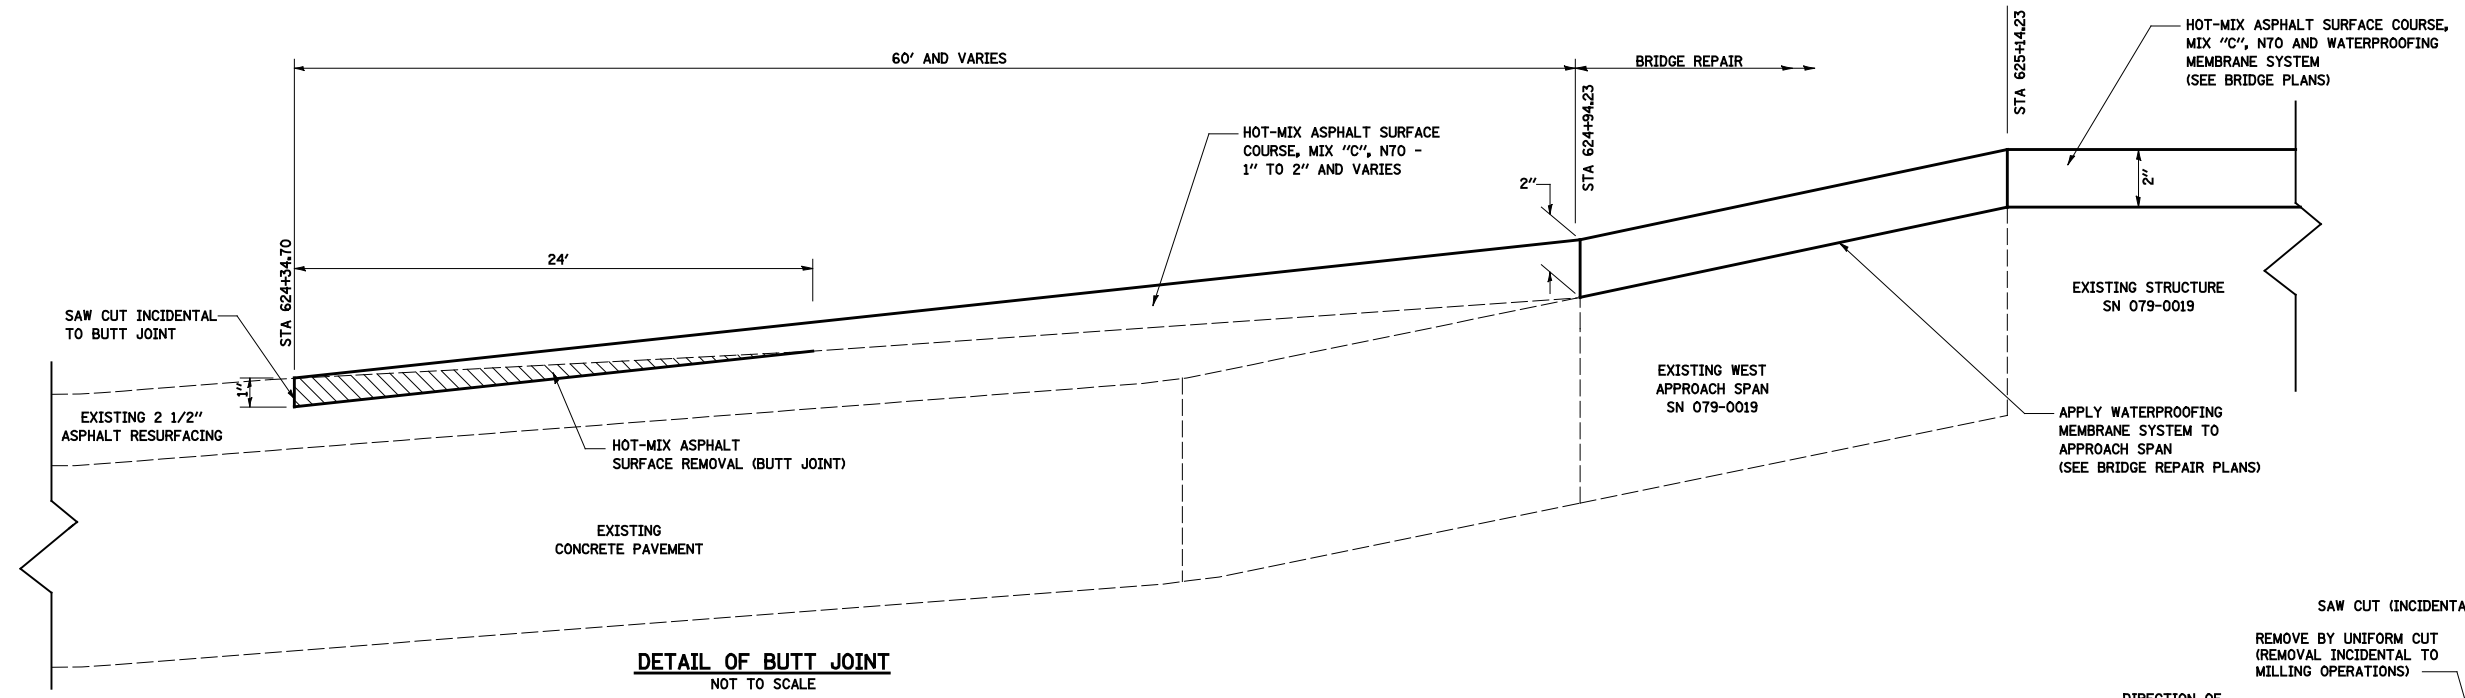 60' AND VARIES
BRIDGE REPAIR
STA 625+14.23
HOT-MIX ASPHALT SURFACE COURSE,
MIX "C", N70 AND WATERPROOFING
MEMBRANE SYSTEM
(SEE BRIDGE PLANS)
STA 624+94.23
HOT-MIX ASPHALT SURFACE
COURSE, MIX "C", N70 -
1" TO 2" AND VARIES
2"
2"
STA 624+34.70
24'
SAW CUT INCIDENTAL
TO BUTT JOINT
1"
EXISTING STRUCTURE
SN 079-0019
EXISTING WEST
APPROACH SPAN
SN 079-0019
EXISTING 2 1/2"
ASPHALT RESURFACING
HOT-MIX ASPHALT
SURFACE REMOVAL (BUTT JOINT)
APPLY WATERPROOFING
MEMBRANE SYSTEM TO
APPROACH SPAN
(SEE BRIDGE REPAIR PLANS)
EXISTING
CONCRETE PAVEMENT
DETAIL OF BUTT JOINT
NOT TO SCALE
SAW CUT (INCIDENTA
REMOVE BY UNIFORM CUT
(REMOVAL INCIDENTAL TO
MILLING OPERATIONS)
DIRECTION OF